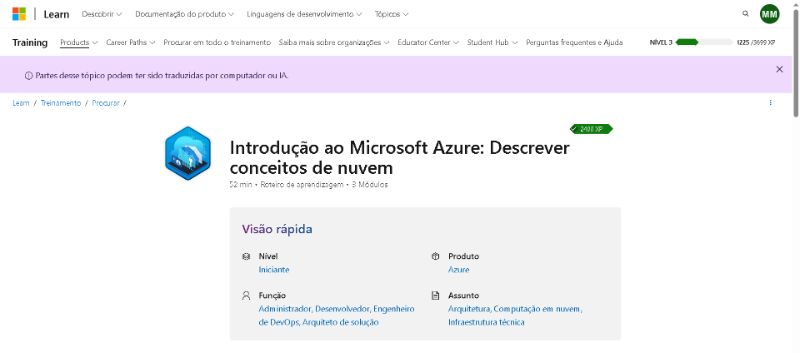 Microsoft | Learn Descobrir Documentação do produto Linguagens de desenvolvimento Tópicos MM
Training Products Career Paths Procurar em todo o treinamento Saiba mais sobre organizações Educator Center Student Hub Perguntas frequentes e Ajuda NÍVEL 3 1225 /3699 XP
Partes desse tópico podem ter sido traduzidas por computador ou IA.
Learn / Treinamento / Procurar /
2400 XP
Introdução ao Microsoft Azure: Descrever
conceitos de nuvem
52 min • Roteiro de aprendizagem • 3 Módulos
Visão rápida
Nível
Iniciante
Produto
Azure
Função
Administrador, Desenvolvedor, Engenheiro
de DevOps, Arquiteto de solução
Assunto
Arquitetura, Computação em nuvem,
Infraestrutura técnica